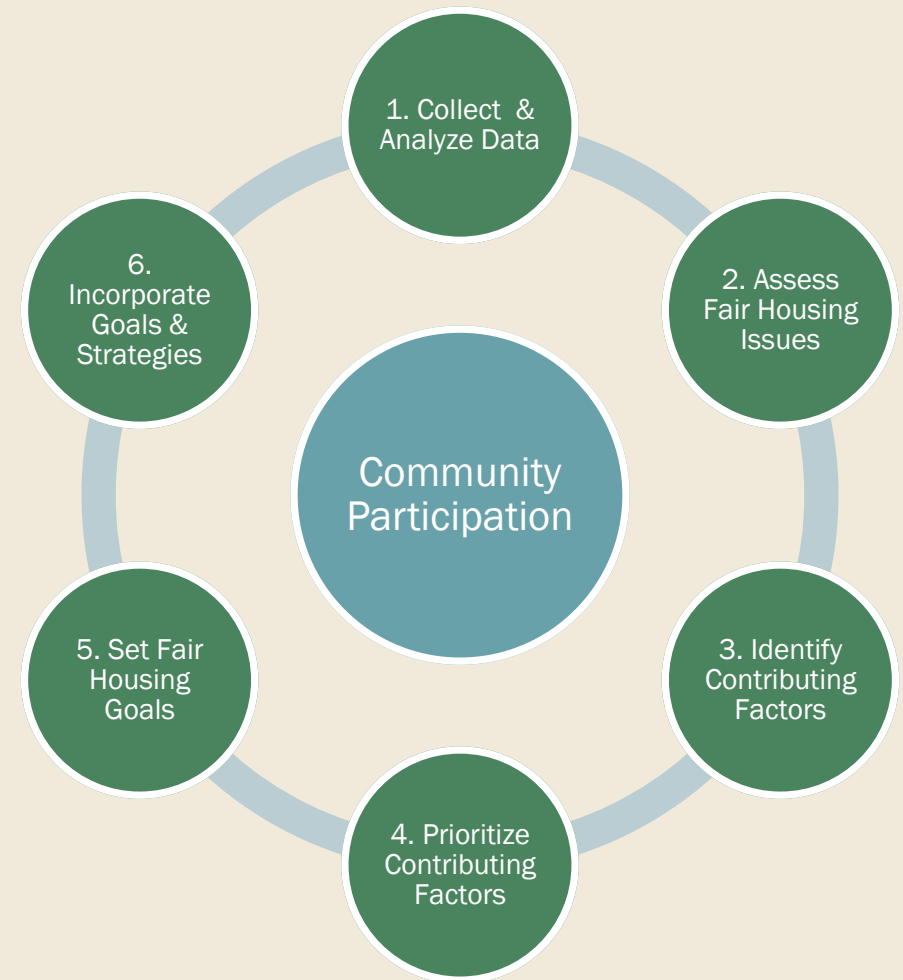 1. Collect & 
Analyze Data
2. Assess
Fair Housing
Issues
3. Identify
Contributing
Factors
4. Prioritize
Contributing
Factors
5. Set Fair
Housing
Goals
6.
Incorporate
Goals &
Strategies
Community
Participation